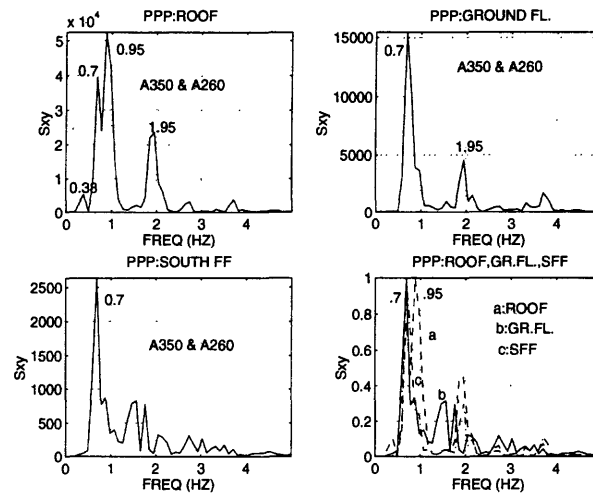 PPP:ROOF
x 10⁴
5
4
3
2
1
0
Sxy
0.38
0.7
0.95
A350 & A260
1.95
0 1 2 3 4
FREQ (HZ)
PPP:GROUND FL.
15000
10000
5000
0
Sxy
0.7
A350 & A260
1.95
0 1 2 3 4
FREQ (HZ)
PPP:SOUTH FF
2500
2000
1500
1000
500
0
Sxy
0.7
A350 & A260
0 1 2 3 4
FREQ (HZ)
PPP:ROOF,GR.FL.,SFF
1
0.8
0.6
0.4
0.2
0
Sxy
.7
.95
a
c
b
a:ROOF
b:GR.FL.
c:SFF
0 1 2 3 4
FREQ (HZ)